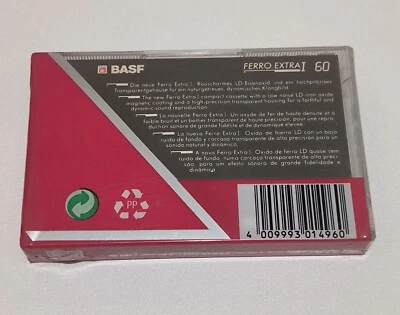 BASF FERRO EXTRA I 60
Die neue Ferro Extra I. Rauscharmes LD-Eisenoxid und ein hochpräzises
Transparentgehäuse für ein naturgetreues, dynamisches Klangbild.
The new Ferro Extra I compact cassette with a low noise LD iron oxide
magnetic coating and a high-precision transparent housing for a faithful and
dynamic sound reproduction
La nouvelle Ferro Extra I. Un oxyde de fer de haute densité et à
faible bruit et un boîtier transparent de haute précision, pour une repro-
duction sonore de grande fidélité et de dynamique élevée.
La nueva Ferro Extra I. Oxido de hierro LD con un bajo
ruido de fondo y carcasa transparente de alta precisión para un
sonido natural y dinámico.
A nova Ferro Extra I. Oxido de ferro LD quase sem
ruído de fundo, numa carcaça transparente de alta preci-
são, para um efeito sonoro de grande fidelidade e
dinâmica
PP
4 009993 014960